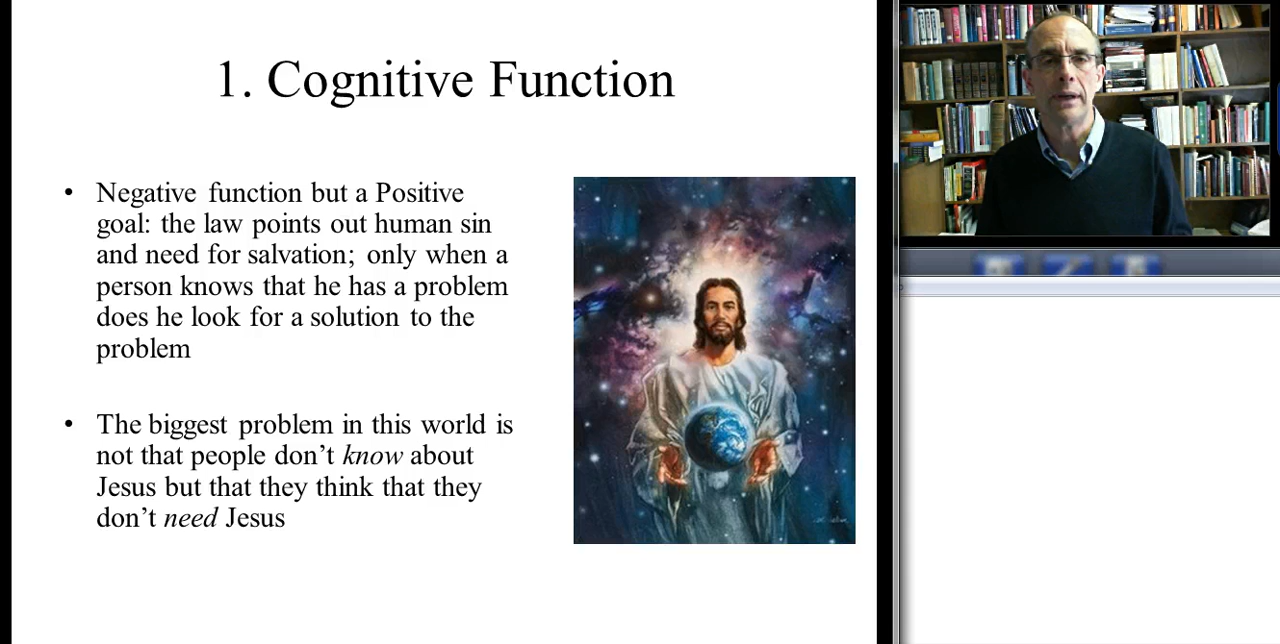 1. Cognitive Function
• Negative function but a Positive
goal: the law points out human sin
and need for salvation; only when a
person knows that he has a problem
does he look for a solution to the
problem
• The biggest problem in this world is
not that people don’t know about
Jesus but that they think that they
don’t need Jesus